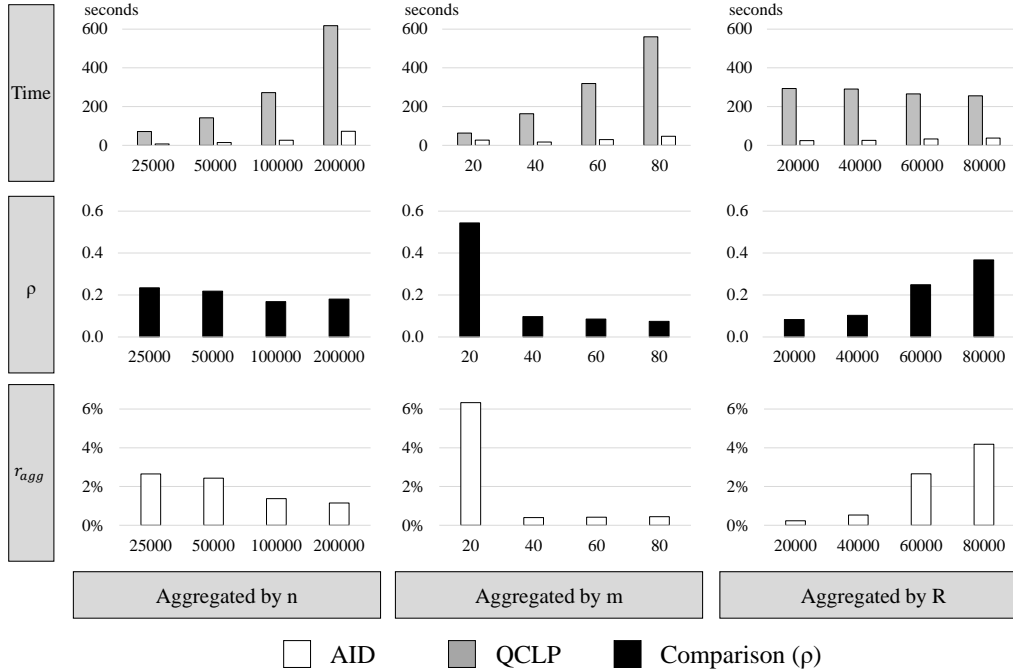 seconds seconds seconds
Time
600 600 600
400 400 400
200 200 200
0 0 0
25000 50000 100000 200000 20 40 60 80 20000 40000 60000 80000
ρ
0.6 0.6 0.6
0.4 0.4 0.4
0.2 0.2 0.2
0.0 0.0 0.0
25000 50000 100000 200000 20 40 60 80 20000 40000 60000 80000
r_agg
6% 6% 6%
4% 4% 4%
2% 2% 2%
0% 0% 0%
25000 50000 100000 200000 20 40 60 80 20000 40000 60000 80000
Aggregated by n Aggregated by m Aggregated by R
AID QCLP Comparison (ρ)